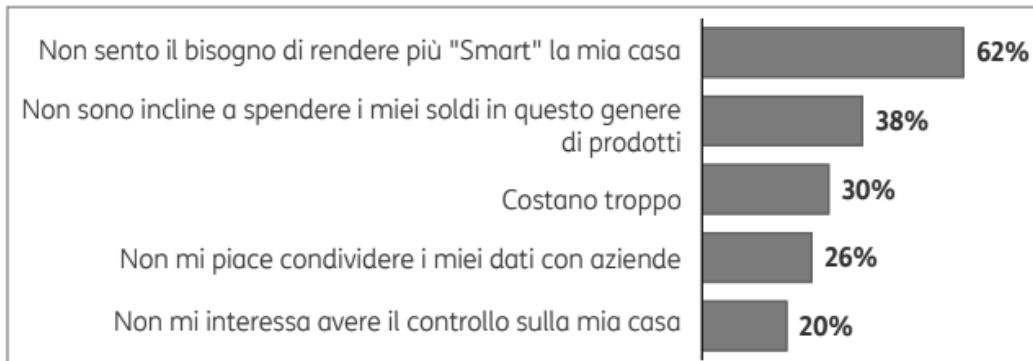 Non sento il bisogno di rendere più "Smart" la mia casa
62%
Non sono incline a spendere i miei soldi in questo genere
di prodotti
38%
Costano troppo
30%
Non mi piace condividere i miei dati con aziende
26%
Non mi interessa avere il controllo sulla mia casa
20%